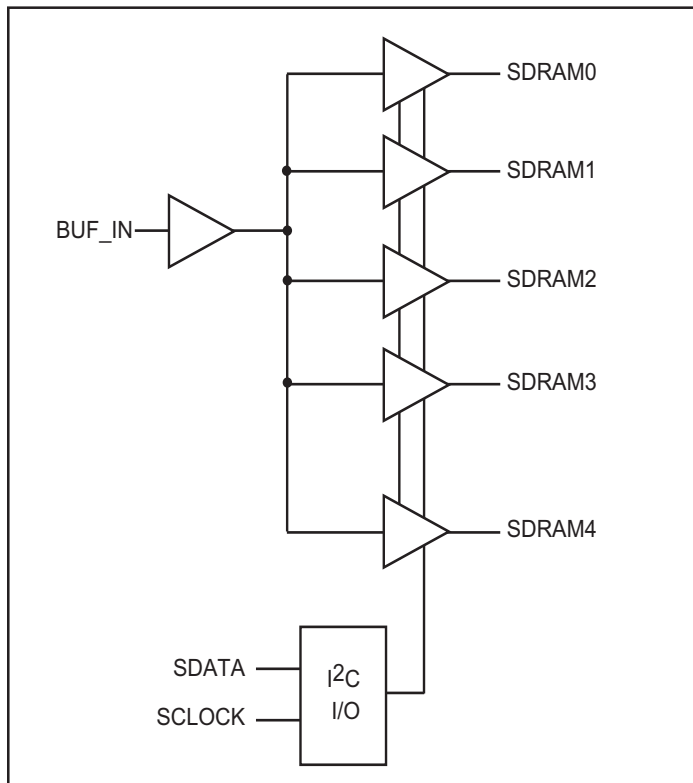 SDRAM0
SDRAM1
BUF_IN
SDRAM2
SDRAM3
SDRAM4
SDATA
SCLOCK
I²C
I/O